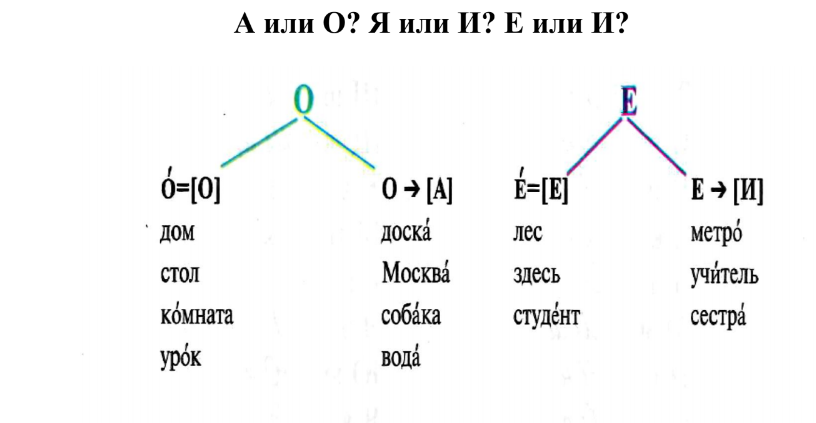 А или О? Я или И? Е или И?
О Е
О́=[О] О → [А] Е́=[Е] Е → [И]
дом доска́ лес метро́
стол Москва́ здесь учи́тель
ко́мната соба́ка студе́нт сестра́
уро́к вода́